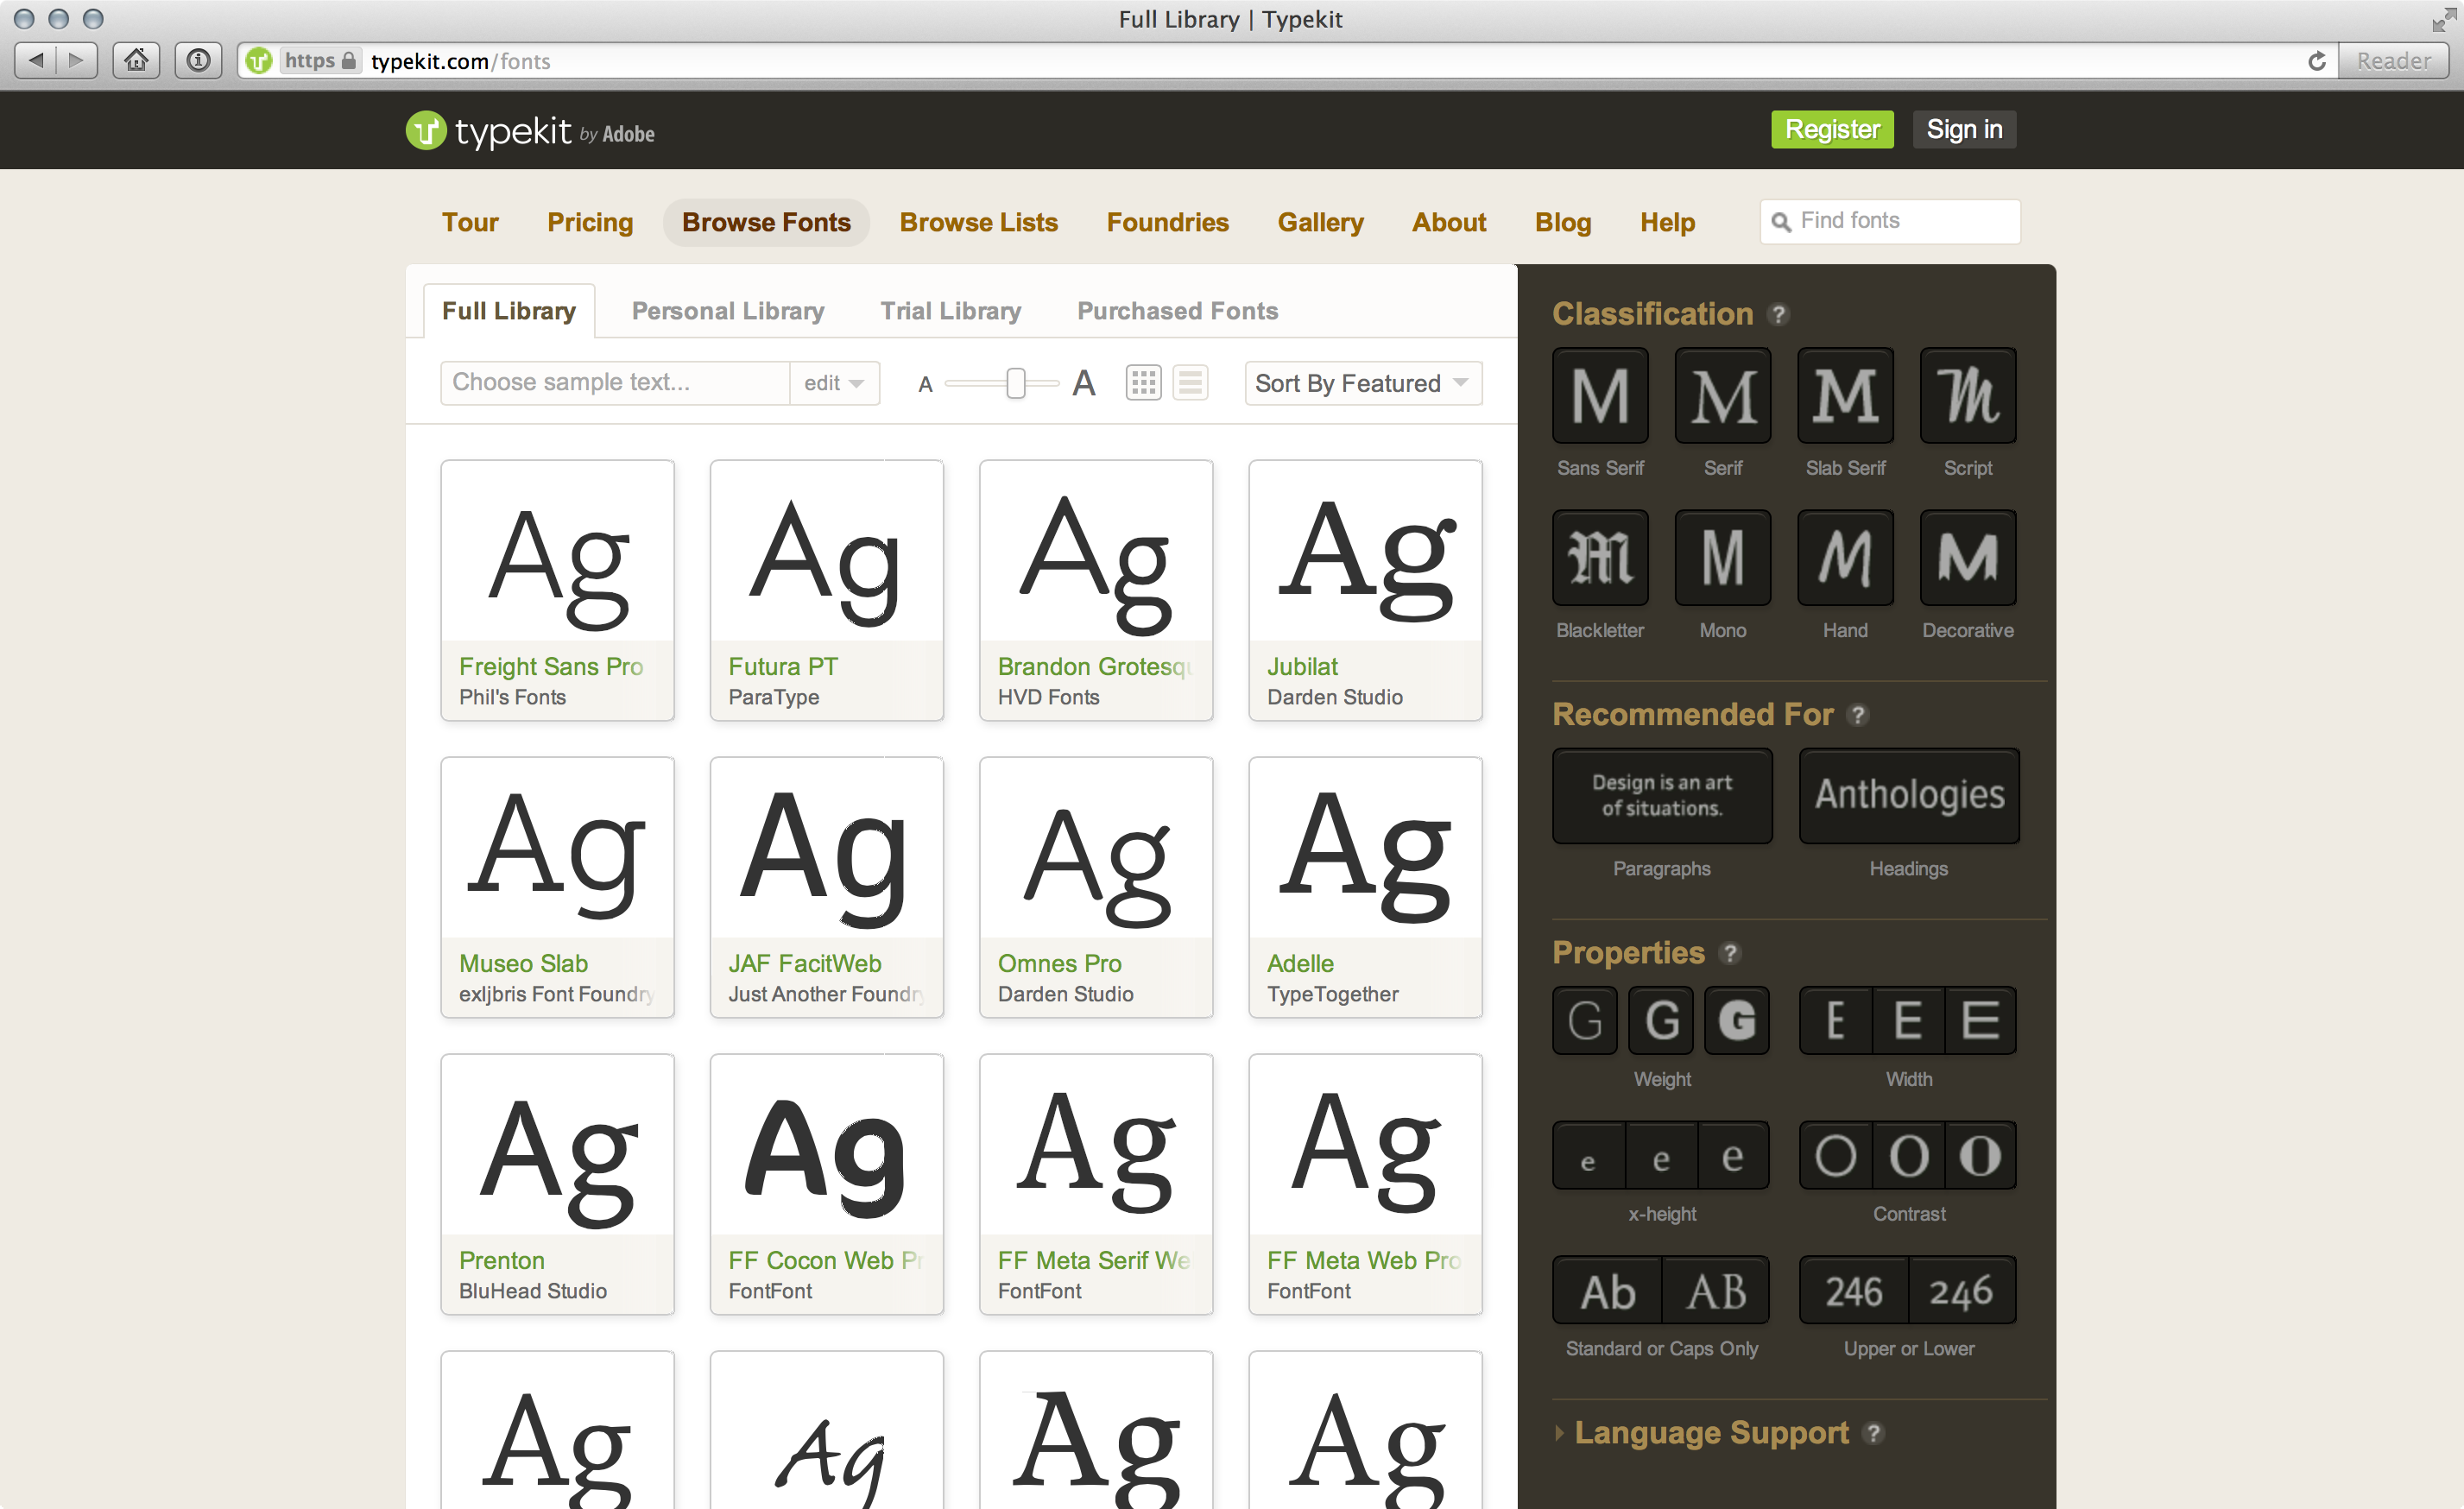 Full Library | Typekit
https typekit.com/fonts
Reader
typekit by Adobe
Register
Sign in
Tour
Pricing
Browse Fonts
Browse Lists
Foundries
Gallery
About
Blog
Help
Find fonts
Full Library
Personal Library
Trial Library
Purchased Fonts
Choose sample text...
edit
A
A
Sort By Featured
Ag
Freight Sans Pro
Phil's Fonts
Ag
Futura PT
ParaType
Ag
Brandon Grotesqu
HVD Fonts
Ag
Jubilat
Darden Studio
Ag
Museo Slab
exljbris Font Foundry
Ag
JAF FacitWeb
Just Another Foundry
Ag
Omnes Pro
Darden Studio
Ag
Adelle
TypeTogether
Ag
Prenton
BluHead Studio
Ag
FF Cocon Web Pr
FontFont
Ag
FF Meta Serif We
FontFont
Ag
FF Meta Web Pro
FontFont
Ag
Ag
Ag
Ag
Classification ?
M
Sans Serif
M
Serif
M
Slab Serif
M
Script
M
Blackletter
M
Mono
M
Hand
M
Decorative
Recommended For ?
Design is an art
of situations.
Paragraphs
Anthologies
Headings
Properties ?
G G G
Weight
E E E
Width
e e e
x-height
O O O
Contrast
Ab AB
Standard or Caps Only
246 246
Upper or Lower
Language Support ?